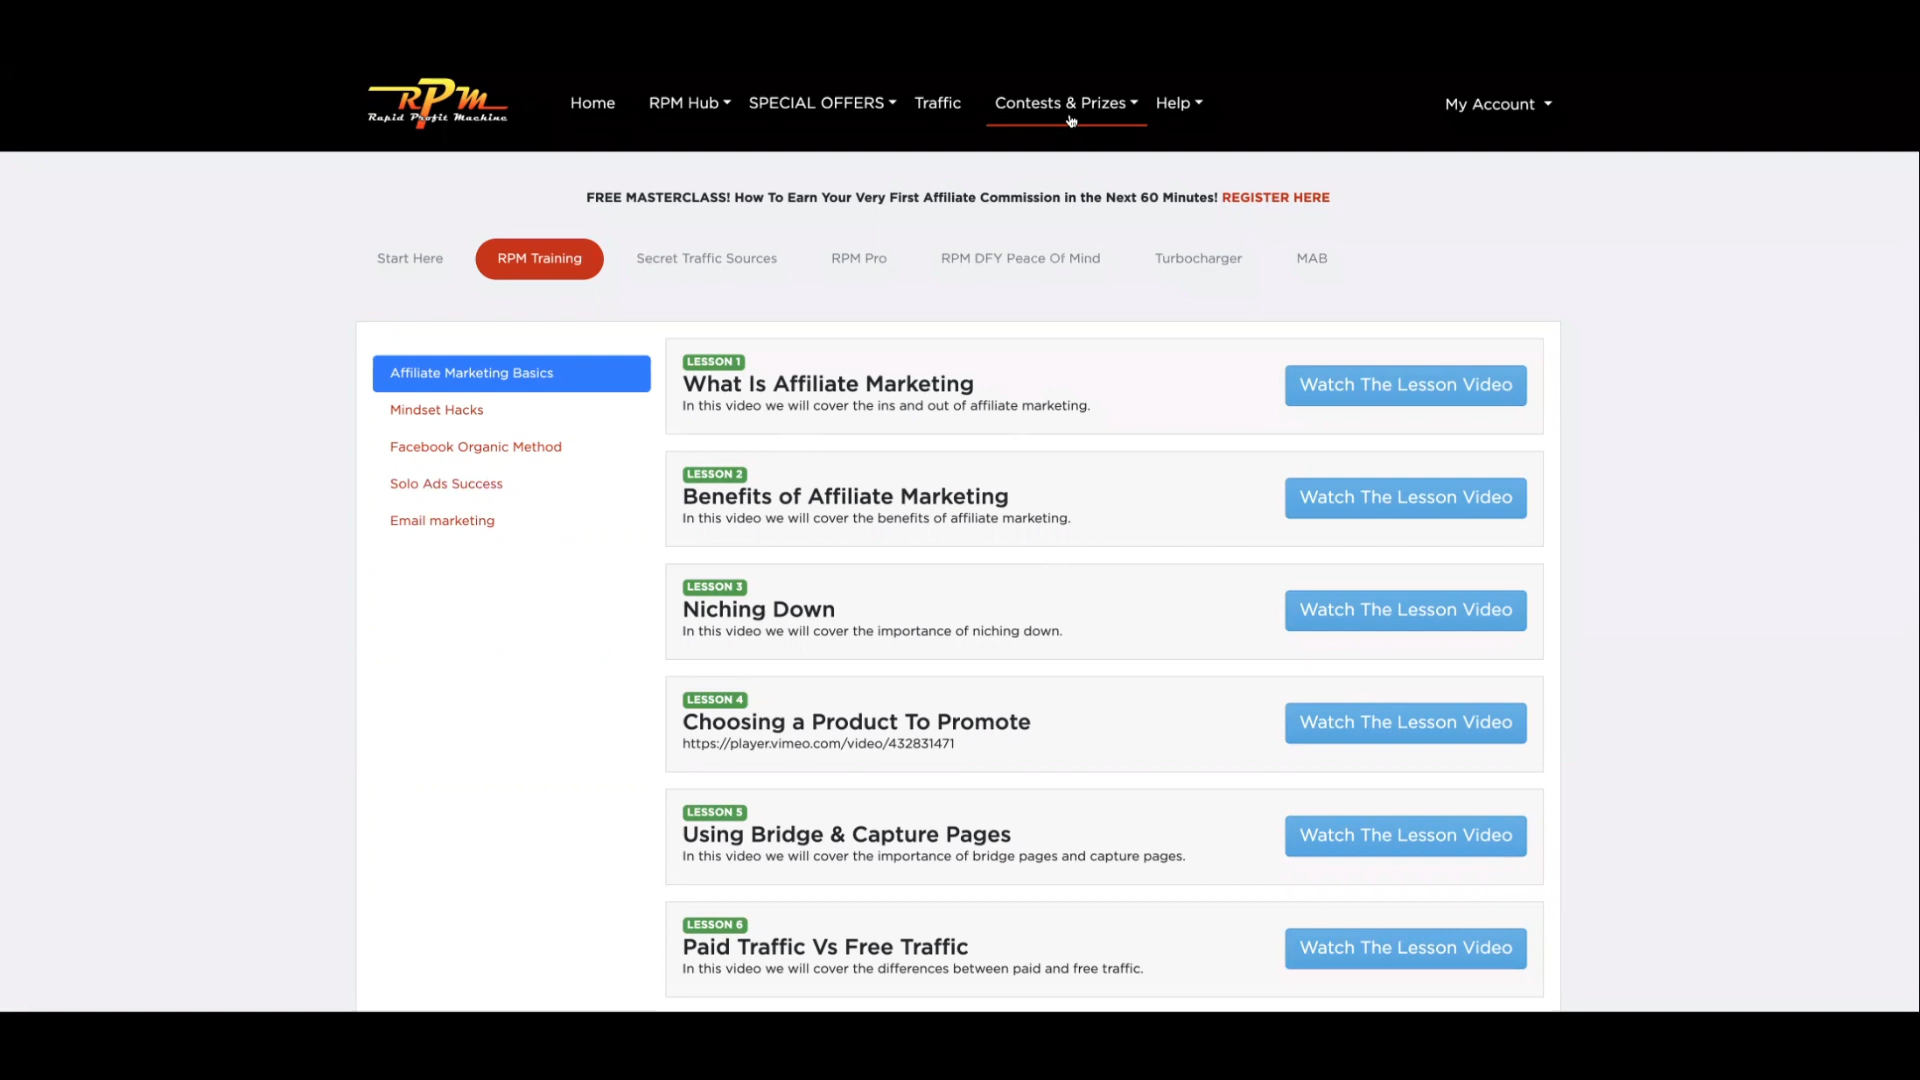 RPM
Rapid Profit Machine
Home
RPM Hub
SPECIAL OFFERS
Traffic
Contests & Prizes
Help
My Account
FREE MASTERCLASS! How To Earn Your Very First Affiliate Commission in the Next 60 Minutes! REGISTER HERE
Start Here
RPM Training
Secret Traffic Sources
RPM Pro
RPM DFY Peace Of Mind
Turbocharger
MAB
Affiliate Marketing Basics
Mindset Hacks
Facebook Organic Method
Solo Ads Success
Email marketing
LESSON 1
What Is Affiliate Marketing
In this video we will cover the ins and out of affiliate marketing.
Watch The Lesson Video
LESSON 2
Benefits of Affiliate Marketing
In this video we will cover the benefits of affiliate marketing.
Watch The Lesson Video
LESSON 3
Niching Down
In this video we will cover the importance of niching down.
Watch The Lesson Video
LESSON 4
Choosing a Product To Promote
https://player.vimeo.com/video/432831471
Watch The Lesson Video
LESSON 5
Using Bridge & Capture Pages
In this video we will cover the importance of bridge pages and capture pages.
Watch The Lesson Video
LESSON 6
Paid Traffic Vs Free Traffic
In this video we will cover the differences between paid and free traffic.
Watch The Lesson Video